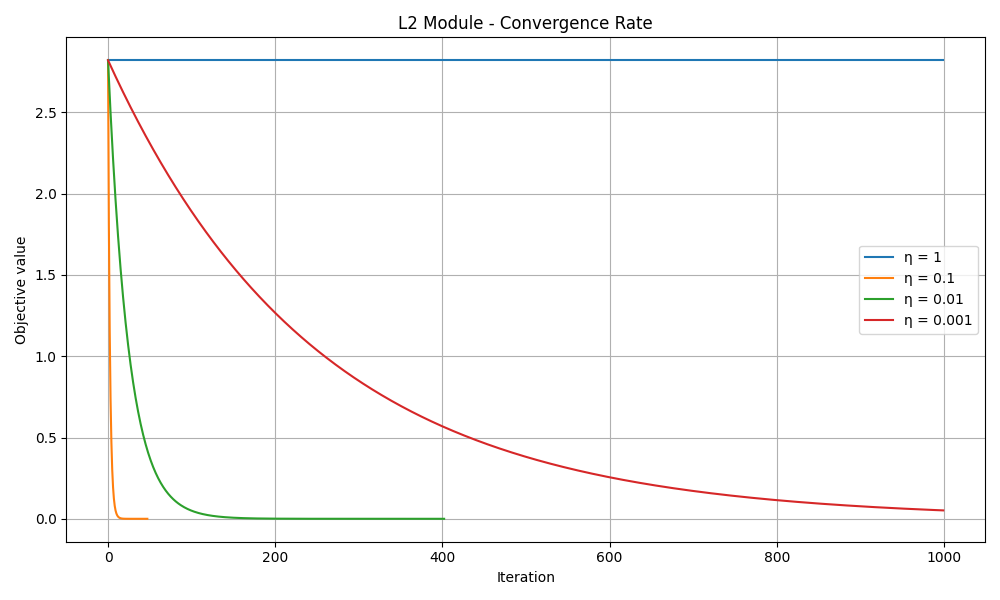 L2 Module - Convergence Rate
Objective value
2.5
2.0
1.5
1.0
0.5
0.0
η = 1
η = 0.1
η = 0.01
η = 0.001
0 200 400 600 800 1000
Iteration